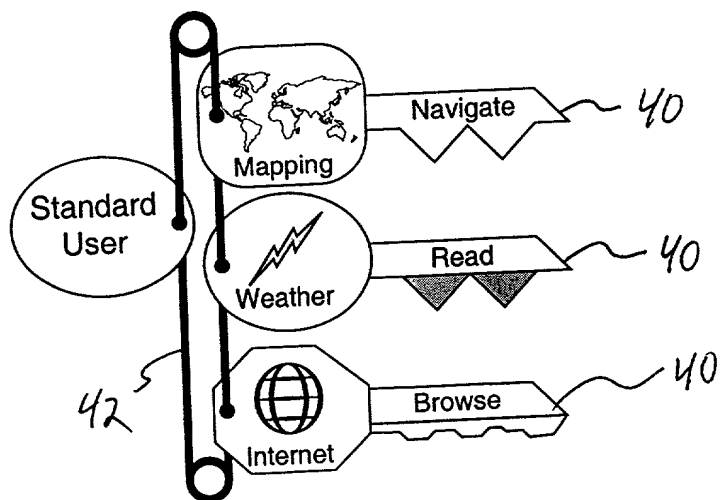 Navigate
40
Mapping
Standard
User
Read
40
Weather
42
Browse
40
Internet